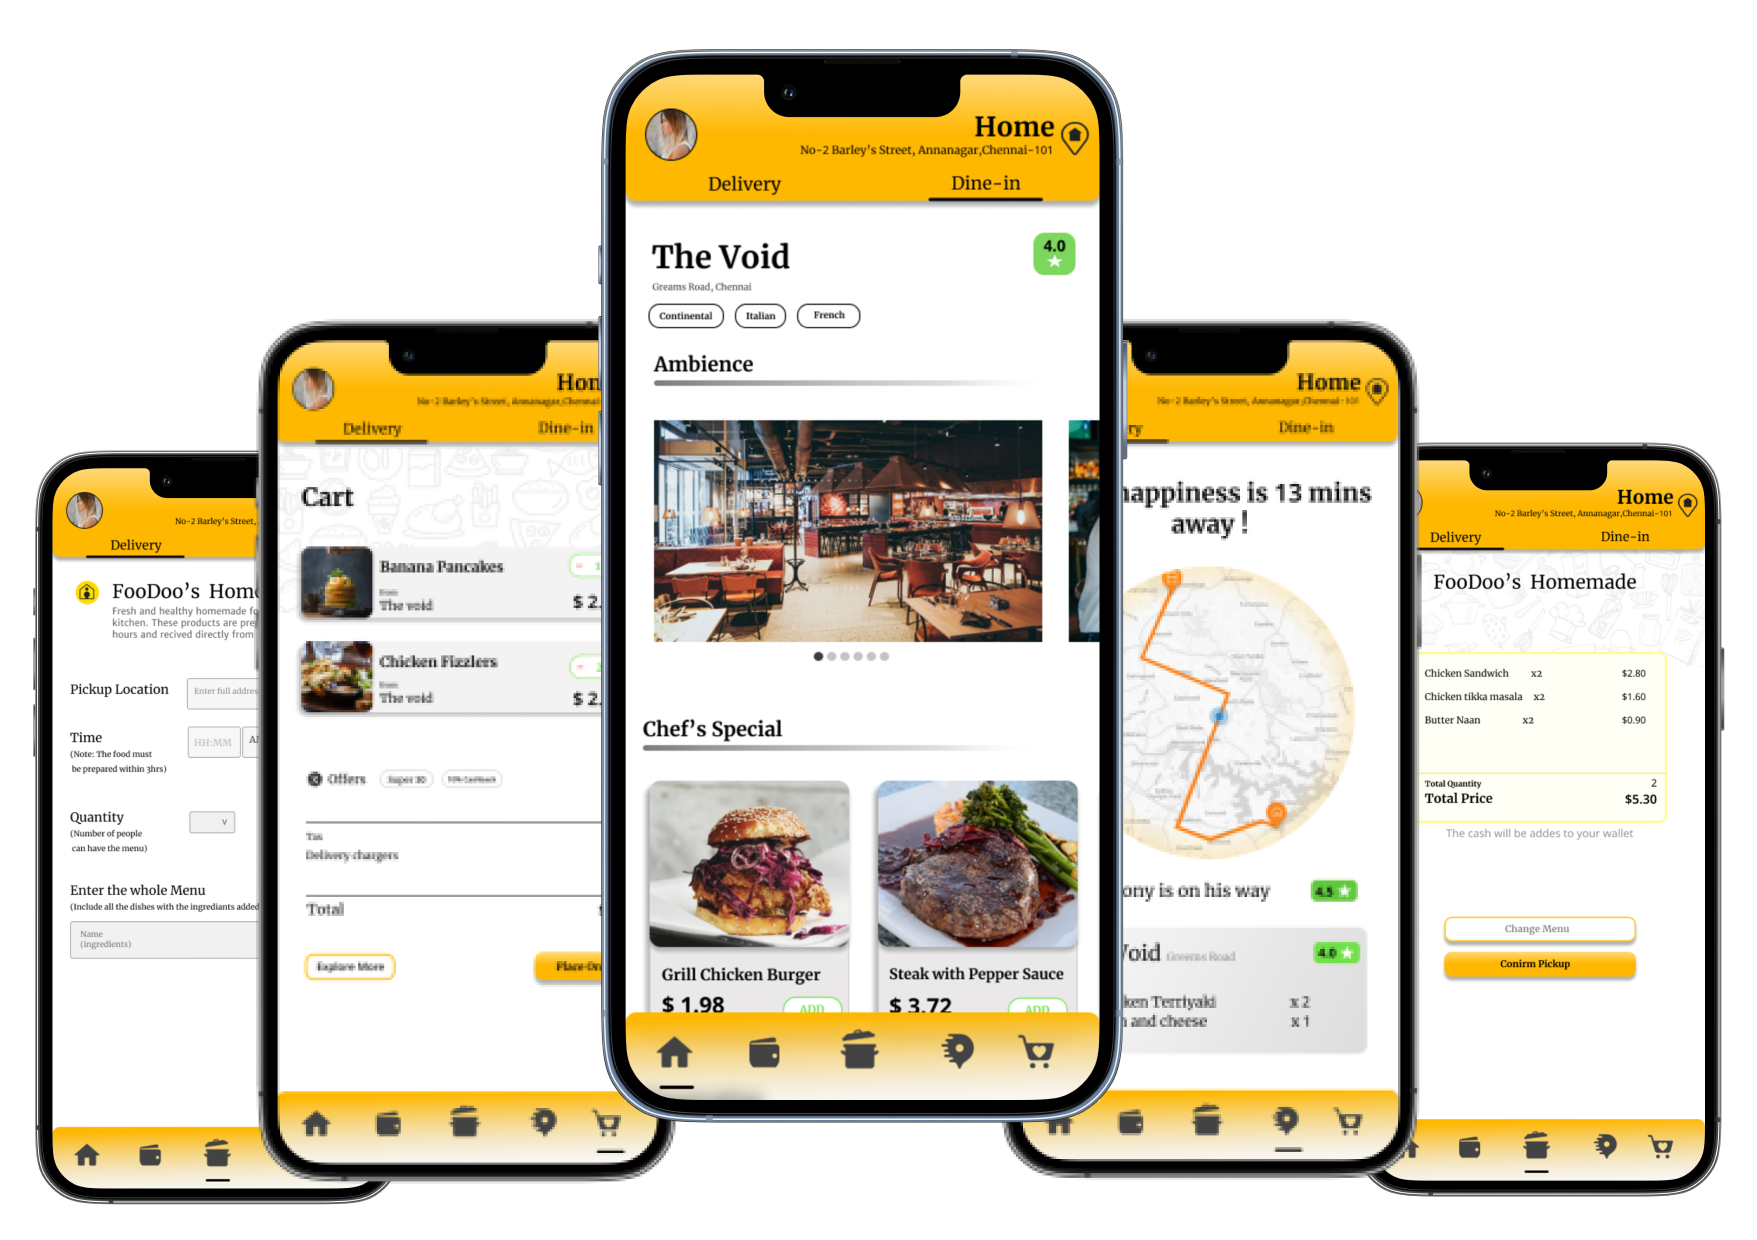 Home
No-2 Barley's Street, Annanagar,Chennai-101
Delivery
Dine-in
The Void
4.0
Greams Road, Chennai
Continental
Italian
French
Ambience
Chef's Special
Grill Chicken Burger
$ 1.98
ADD
Steak with Pepper Sauce
$ 3.72
ADD
No-2 Barley's Street,
Delivery
FooDoo's Hom
Fresh and healthy homemade fo
kitchen. These products are pre
hours and recived directly from
Pickup Location
Enter full addres
Time
HH:MM
(Note: The food must
be prepared within 3hrs)
Quantity
v
(Number of people
can have the menu)
Enter the whole Menu
(Include all the dishes with the ingrediants added
Name
(ingredients)
Hom
No-2 Barley's Street, Annanagar,Chennai-
Delivery
Dine-in
Cart
Banana Pancakes
from
The void
$ 2.
Chicken Fizzlers
from
The void
$ 2.
Offers
Super 30
10% Cashback
Tax
Delivery chargers
Total
Explore More
Place Or
Home
No-2 Barley's Street, Annanagar,Chennai-101
ry
Dine-in
happiness is 13 mins
away !
ony is on his way
4.5
Void
Greems Road
4.0
ken Terriyaki
x 2
n and cheese
x 1
Home
No-2 Barley's Street, Annanagar,Chennai-101
Delivery
Dine-in
FooDoo's Homemade
Chicken Sandwich x2 $2.80
Chicken tikka masala x2 $1.60
Butter Naan x2 $0.90
Total Quantity 2
Total Price $5.30
The cash will be addes to your wallet
Change Menu
Conirm Pickup